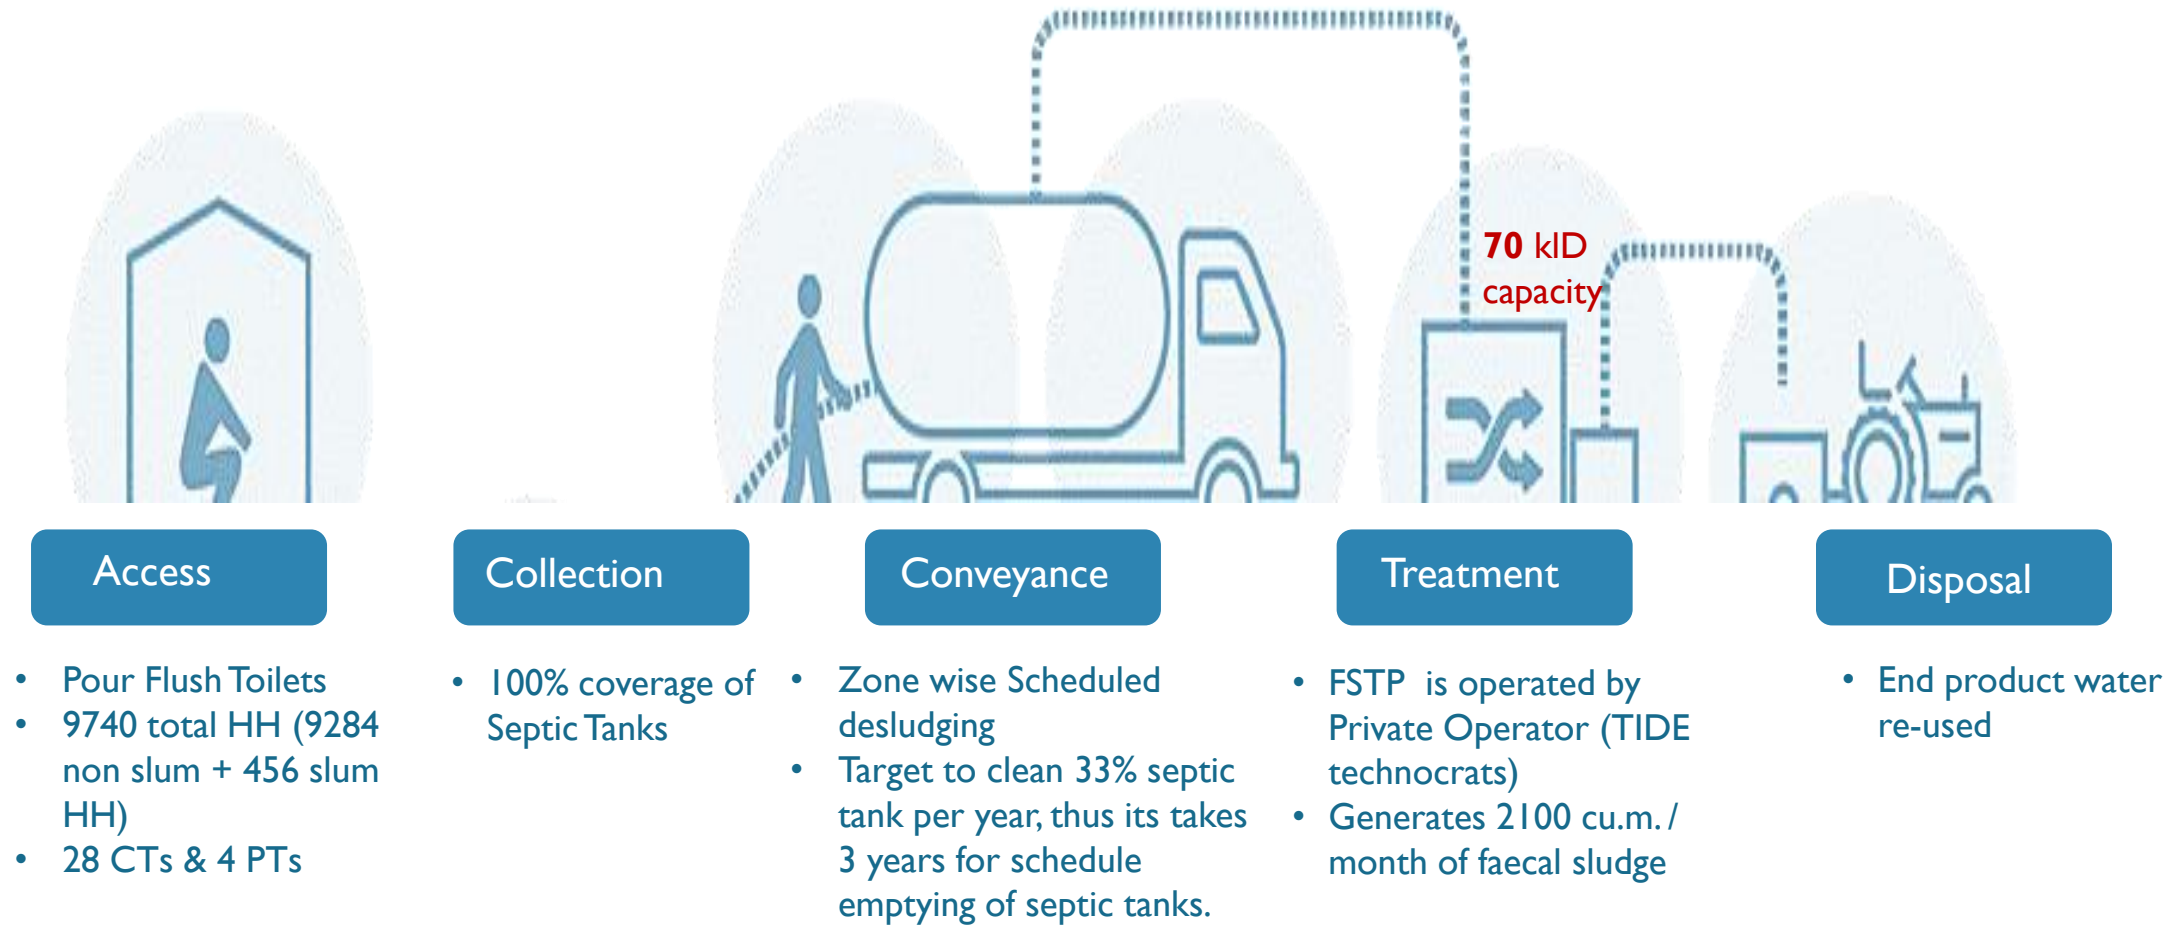 70 klD
capacity
Access
Collection
Conveyance
Treatment
Disposal
• Pour Flush Toilets
• 9740 total HH (9284
non slum + 456 slum
HH)
• 28 CTs & 4 PTs
• 100% coverage of
Septic Tanks
• Zone wise Scheduled
desludging
• Target to clean 33% septic
tank per year, thus its takes
3 years for schedule
emptying of septic tanks.
• FSTP is operated by
Private Operator (TIDE
technocrats)
• Generates 2100 cu.m. /
month of faecal sludge
• End product water
re-used